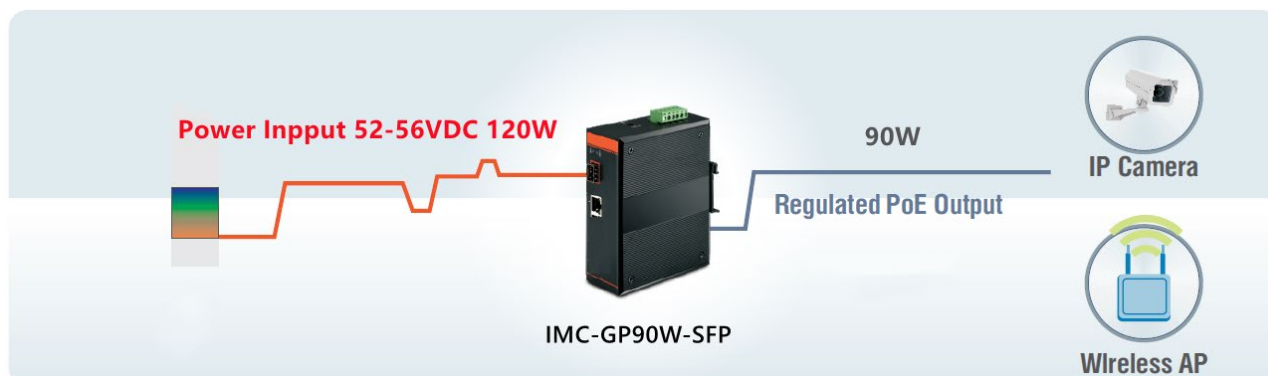 Power Inpput 52-56VDC 120W
90W
Regulated PoE Output
IP Camera
IMC-GP90W-SFP
WIreless AP